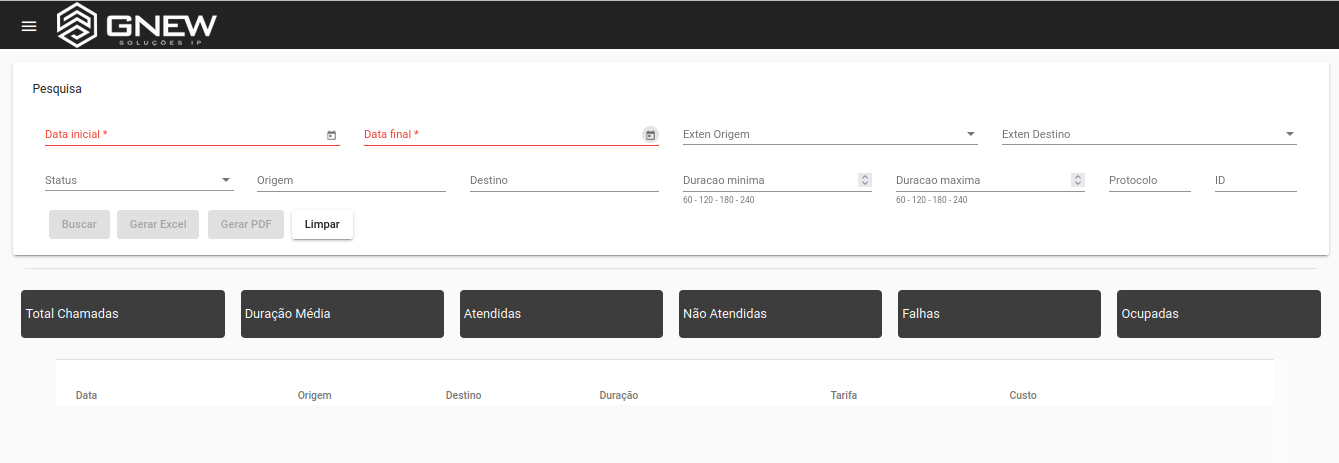 GNEW
SOLUÇÕES IP
Pesquisa
Data inicial * Data final * Exten Origem Exten Destino
Status Origem Destino Duracao minima Duracao maxima Protocolo ID
60 - 120 - 180 - 240 60 - 120 - 180 - 240
Buscar Gerar Excel Gerar PDF Limpar
Total Chamadas Duração Média Atendidas Não Atendidas Falhas Ocupadas
Data Origem Destino Duração Tarifa Custo